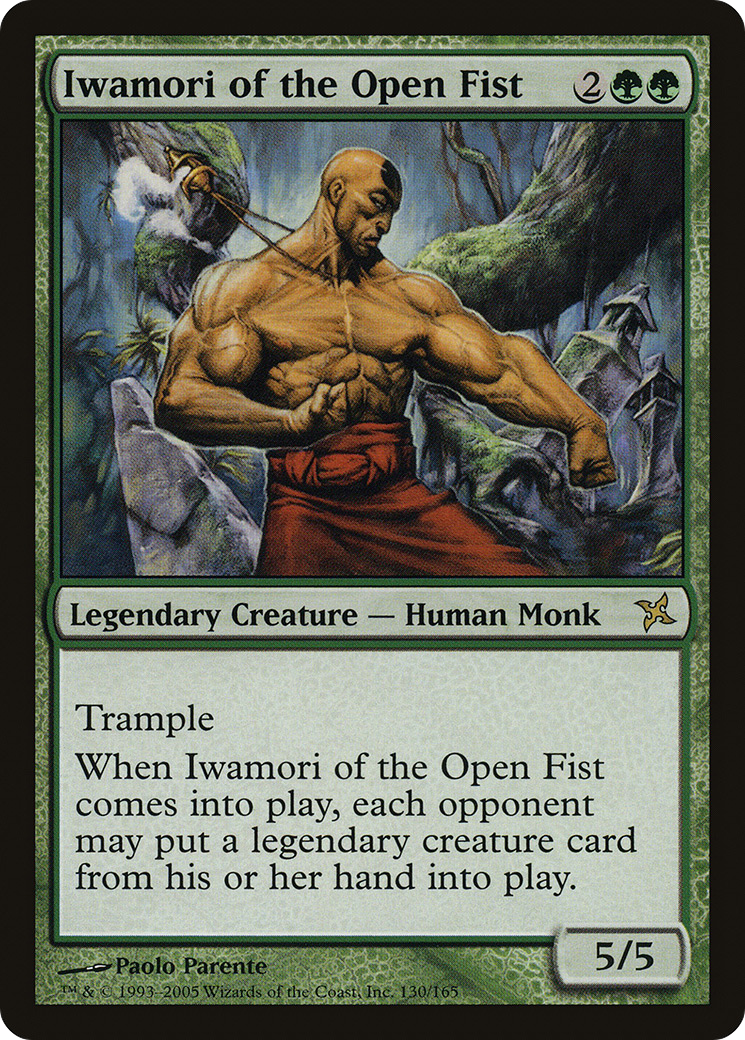 Iwamori of the Open Fist 2
Legendary Creature — Human Monk
Trample
When Iwamori of the Open Fist
comes into play, each opponent
may put a legendary creature card
from his or her hand into play.
5/5
Paolo Parente
™ & © 1993–2005 Wizards of the Coast, Inc. 130/165